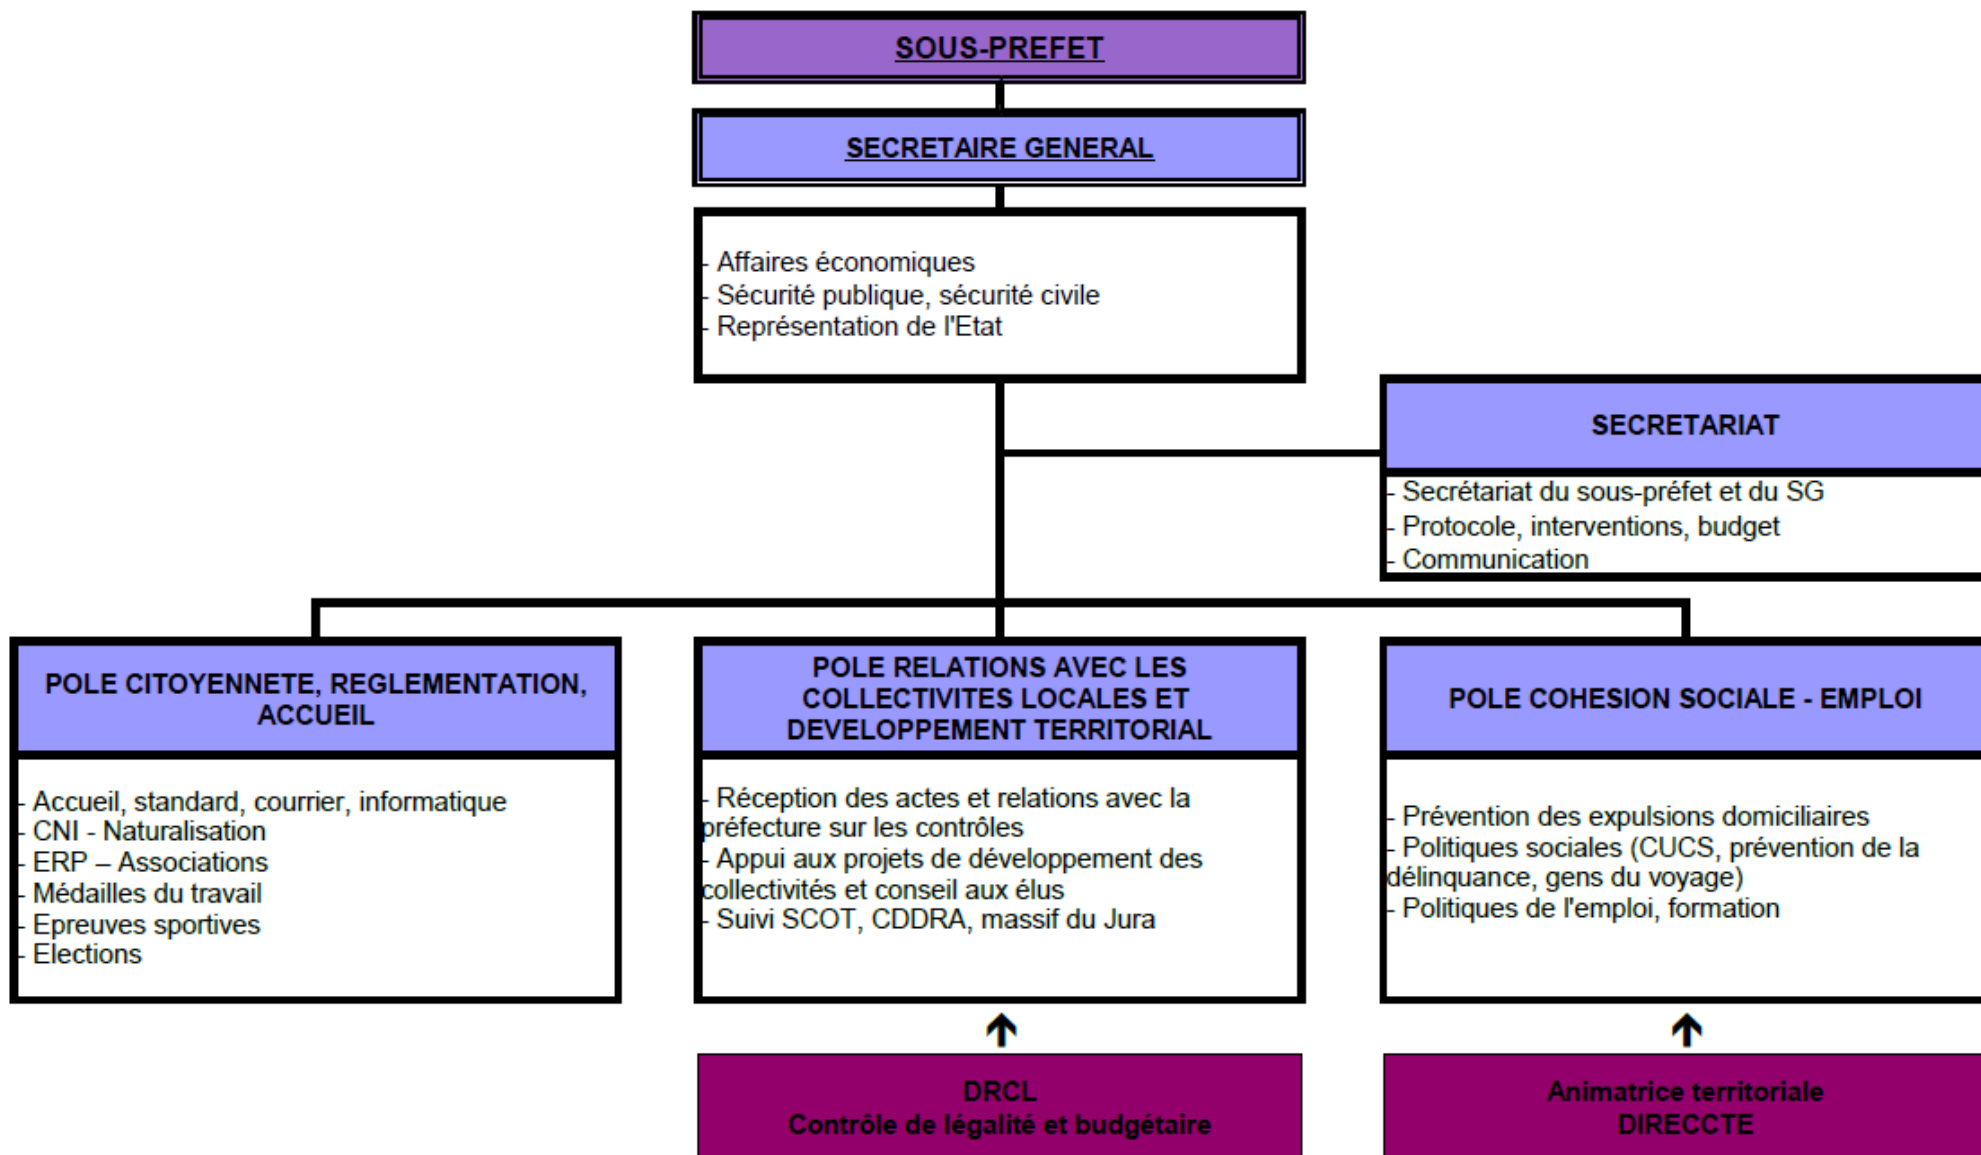 SOUS-PREFET
SECRETAIRE GENERAL
- Affaires économiques
- Sécurité publique, sécurité civile
- Représentation de l'Etat
SECRETARIAT
- Secrétariat du sous-préfet et du SG
- Protocole, interventions, budget
- Communication
POLE CITOYENNETE, REGLEMENTATION,
ACCUEIL
- Accueil, standard, courrier, informatique
- CNI - Naturalisation
- ERP – Associations
- Médailles du travail
- Epreuves sportives
- Elections
POLE RELATIONS AVEC LES
COLLECTIVITES LOCALES ET
DEVELOPPEMENT TERRITORIAL
- Réception des actes et relations avec la
préfecture sur les contrôles
- Appui aux projets de développement des
collectivités et conseil aux élus
- Suivi SCOT, CDDRA, massif du Jura
POLE COHESION SOCIALE - EMPLOI
- Prévention des expulsions domiciliaires
- Politiques sociales (CUCS, prévention de la
délinquance, gens du voyage)
- Politiques de l'emploi, formation
DRCL
Contrôle de légalité et budgétaire
Animatrice territoriale
DIRECCTE